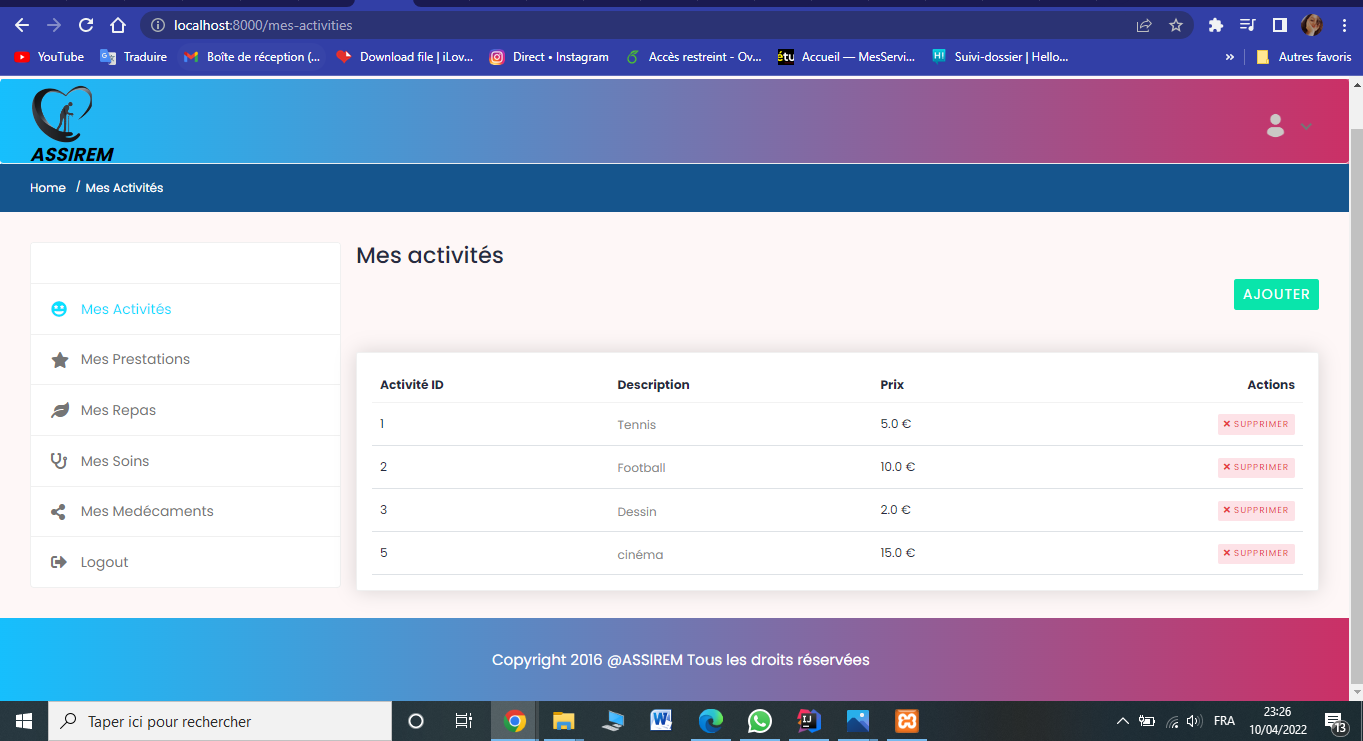 localhost:8000/mes-activities
YouTube Traduire Boîte de réception (... Download file | iLov... Direct • Instagram Accès restreint - Ov... étu Accueil — MesServi... H! Suivi-dossier | Hello... » Autres favoris
ASSIREM
Home / Mes Activités
Mes activités
AJOUTER
Mes Activités
Mes Prestations
Mes Repas
Mes Soins
Mes Medécaments
Logout
Activité ID Description Prix Actions
1 Tennis 5.0 € × SUPPRIMER
2 Football 10.0 € × SUPPRIMER
3 Dessin 2.0 € × SUPPRIMER
5 cinéma 15.0 € × SUPPRIMER
Copyright 2016 @ASSIREM Tous les droits réservées
Taper ici pour rechercher
FRA
23:26
10/04/2022
13